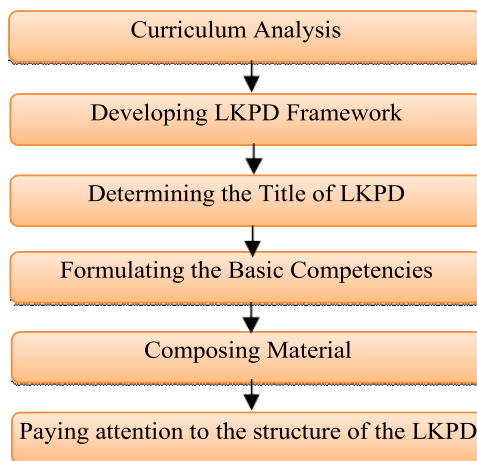 Curriculum Analysis
Developing LKPD Framework
Determining the Title of LKPD
Formulating the Basic Competencies
Composing Material
Paying attention to the structure of the LKPD